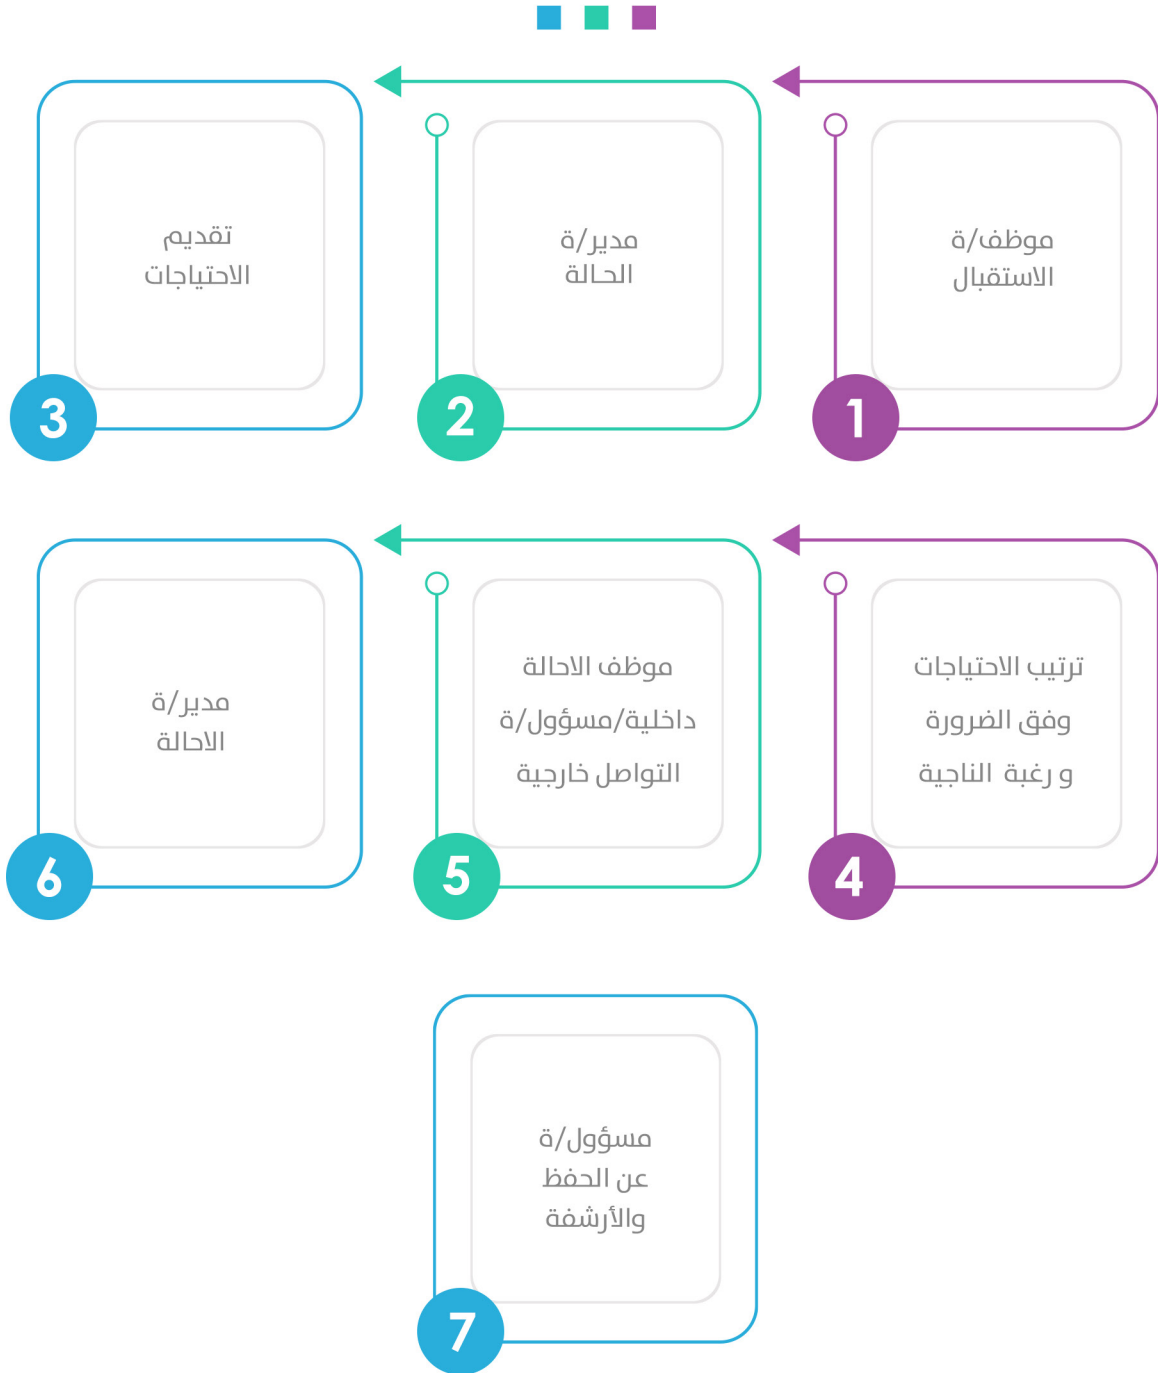 موظف/ة
الاستقبال
1
مدير/ة
الحالة
2
تقديم
الاحتياجات
3
ترتيب الاحتياجات
وفق الضرورة
و رغبة الناجية
4
موظف الاحالة
داخلية/مسؤول/ة
التواصل خارجية
5
مدير/ة
الاحالة
6
مسؤول/ة
عن الحفظ
والأرشفة
7